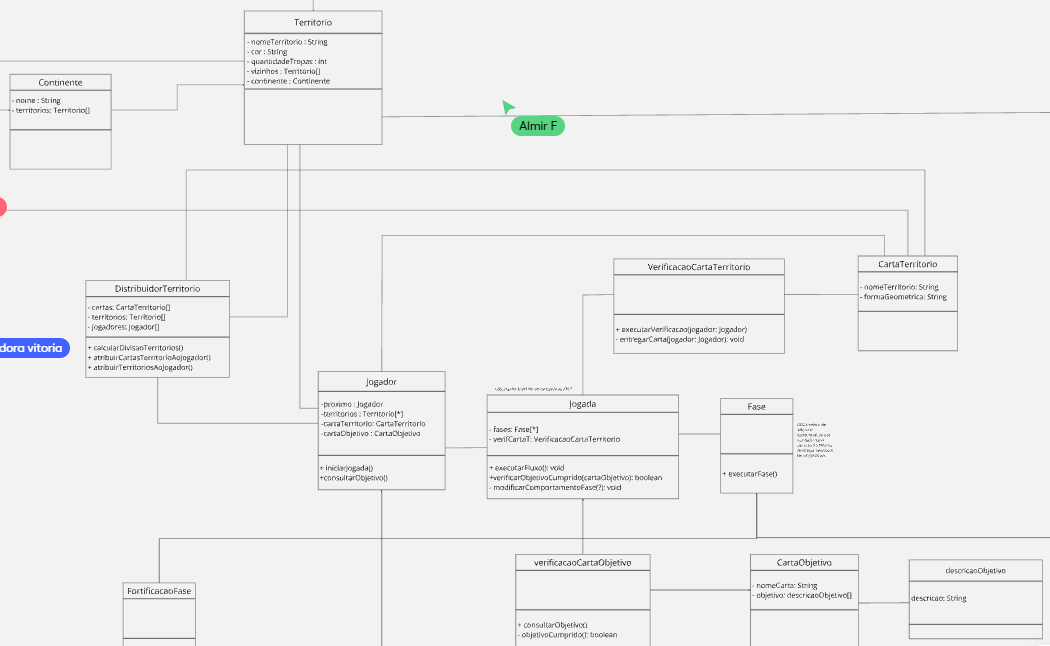 Territorio
- nomeTerritorio : String
- cor : String
- quantidadeTropas : int
- vizinhos : Territorio[]
- continente : Continente
Continente
- nome : String
- territorios: Territorio[]
Almir F
VerificacaoCartaTerritorio
+ executarVerificacao(jogador: Jogador)
- entregarCarta(jogador: Jogador): void
CartaTerritorio
- nomeTerritorio: String
- formaGeometrica: String
DistribuidorTerritorio
- cartas: CartaTerritorio[]
- territorios: Territorio[]
- jogadores: Jogador[]
+ calcularDivisaoTerritorios()
+ atribuirCartasTerritorioAoJogador()
+ atribuirTerritoriosAoJogador()
dora vitoria
Jogador
-proximo : Jogador
-territorios : Territorio[*]
-cartaTerritorio: CartaTerritorio
-cartaObjetivo : CartaObjetivo
+ iniciarJogada()
+consultarObjetivo()
Jogada
- fases: Fase[*]
- verifCartaT: VerificacaoCartaTerritorio
+ executarFluxo(): void
+verificarObjetivoCumprido(cartaObjetivo): boolean
- modificarComportamentoFase(?): void
Fase
+ executarFase()
verificacaoCartaObjetivo
+ consultarObjetivo()
- objetivoCumprido(): boolean
CartaObjetivo
- nomeCarta: String
- objetivo: descricaoObjetivo[]
descricaoObjetivo
descricao: String
FortificacaoFase